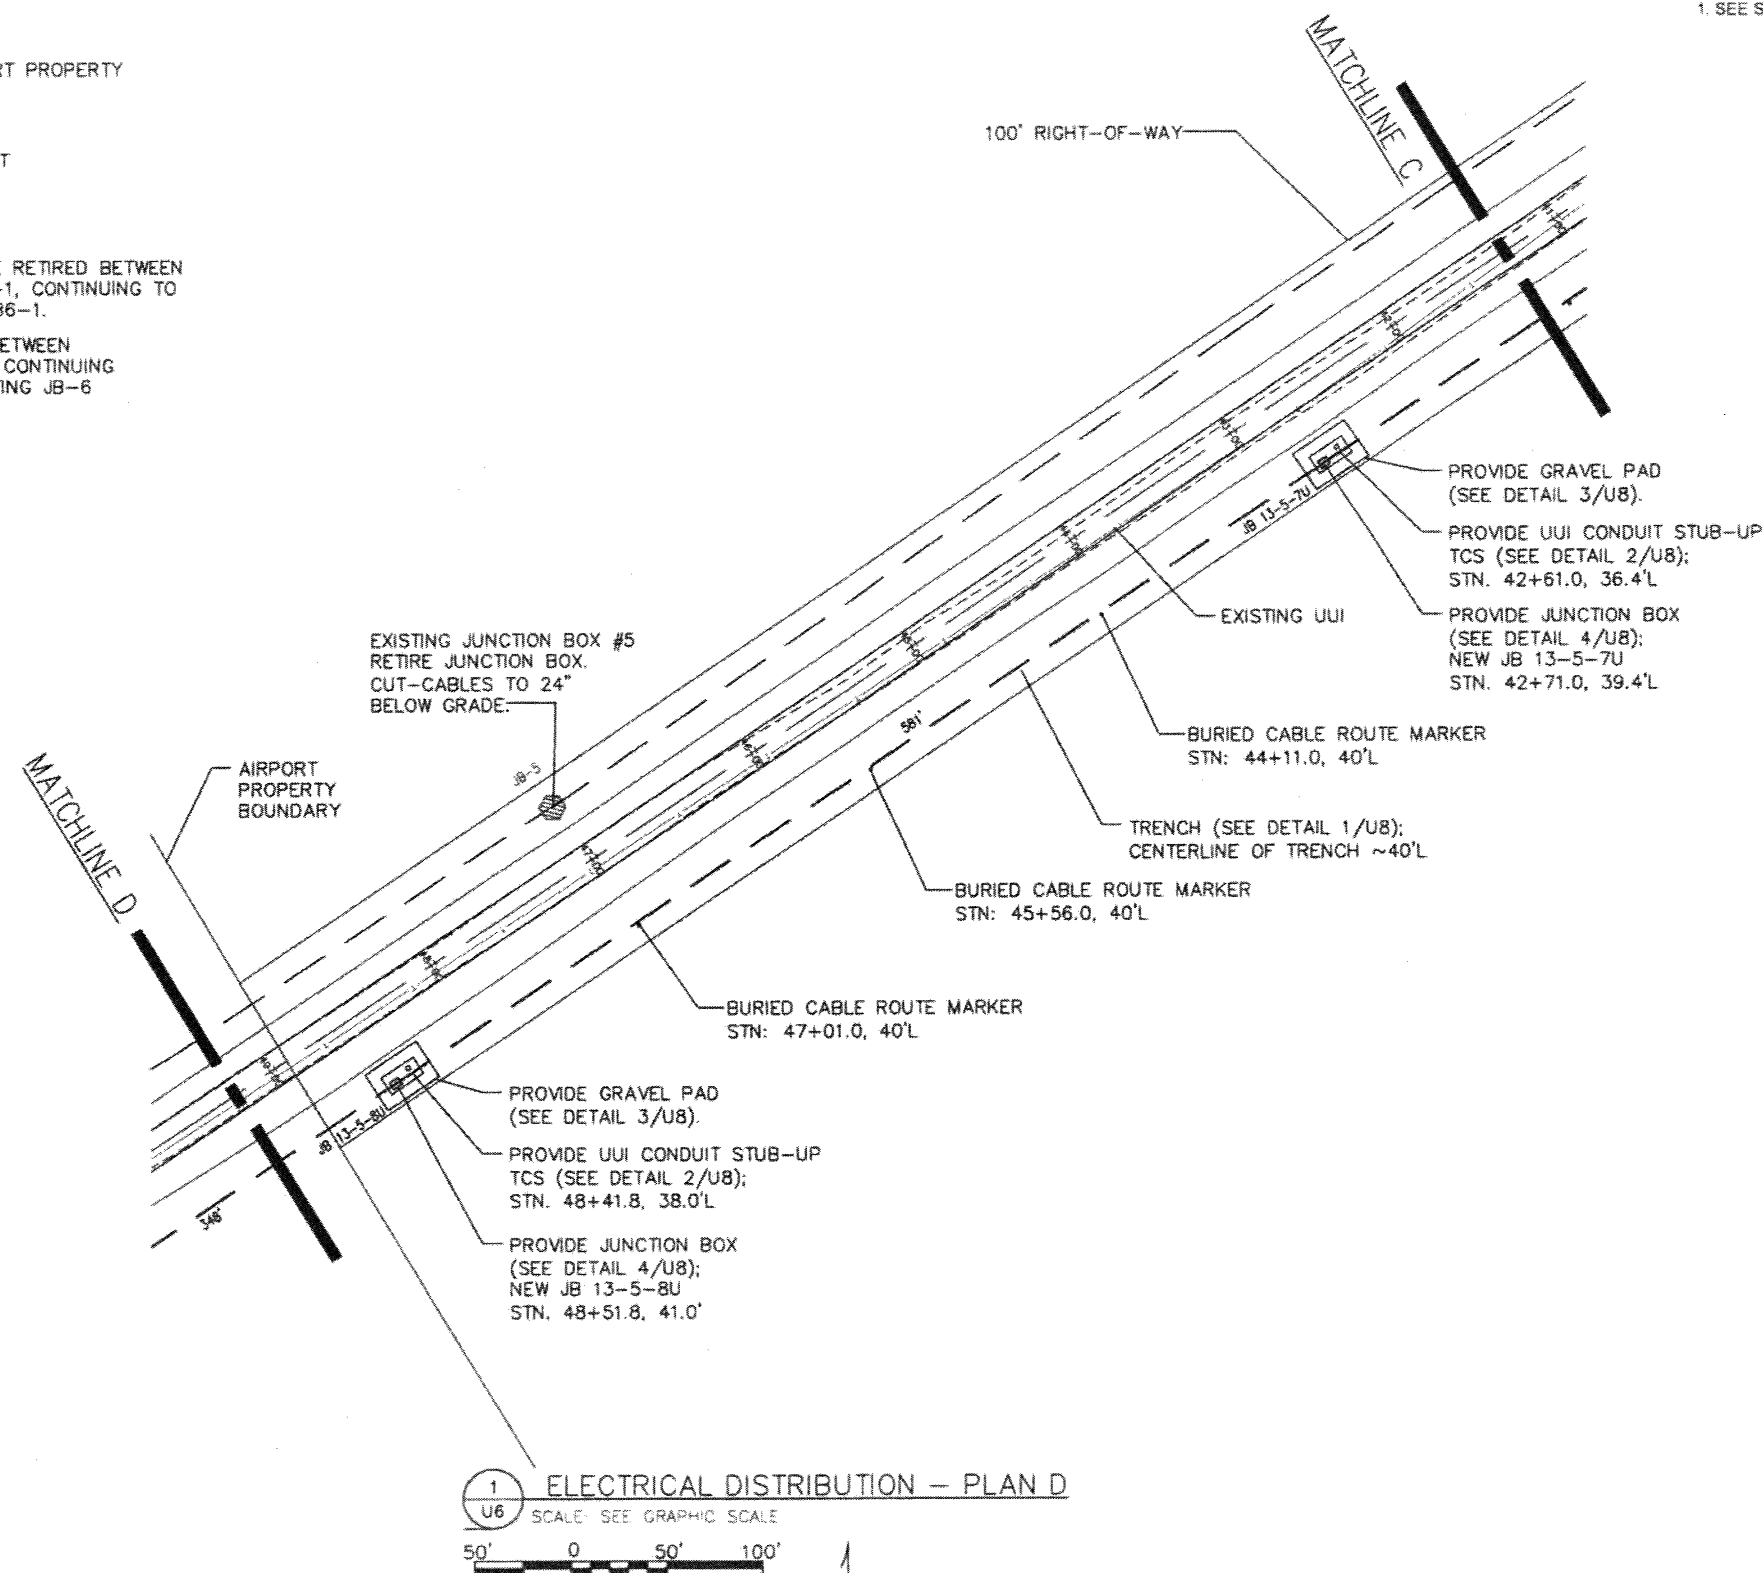 1. SEE S
RT PROPERTY
T
RETIRED BETWEEN
-1, CONTINUING TO
36-1.
ETWEEN
CONTINUING
ING JB-6
MATCHLINE C
100' RIGHT-OF-WAY
PROVIDE GRAVEL PAD
(SEE DETAIL 3/U8).
PROVIDE UUI CONDUIT STUB-UP
TCS (SEE DETAIL 2/U8);
STN. 42+61.0, 36.4'L
PROVIDE JUNCTION BOX
(SEE DETAIL 4/U8);
NEW JB 13-5-7U
STN. 42+71.0, 39.4'L
JB 13-5-7U
EXISTING UUI
EXISTING JUNCTION BOX #5
RETIRE JUNCTION BOX.
CUT-CABLES TO 24"
BELOW GRADE.
JB-5
581'
BURIED CABLE ROUTE MARKER
STN: 44+11.0, 40'L
TRENCH (SEE DETAIL 1/U8);
CENTERLINE OF TRENCH ~40'L
BURIED CABLE ROUTE MARKER
STN: 45+56.0, 40'L
MATCHLINE D
AIRPORT
PROPERTY
BOUNDARY
47+00
BURIED CABLE ROUTE MARKER
STN: 47+01.0, 40'L
PROVIDE GRAVEL PAD
(SEE DETAIL 3/U8).
PROVIDE UUI CONDUIT STUB-UP
TCS (SEE DETAIL 2/U8);
STN. 48+41.8, 38.0'L
PROVIDE JUNCTION BOX
(SEE DETAIL 4/U8);
NEW JB 13-5-8U
STN. 48+51.8, 41.0'
JB 13-5-8U
348'
1
U6
ELECTRICAL DISTRIBUTION - PLAN D
SCALE: SEE GRAPHIC SCALE
50' 0 50' 100'